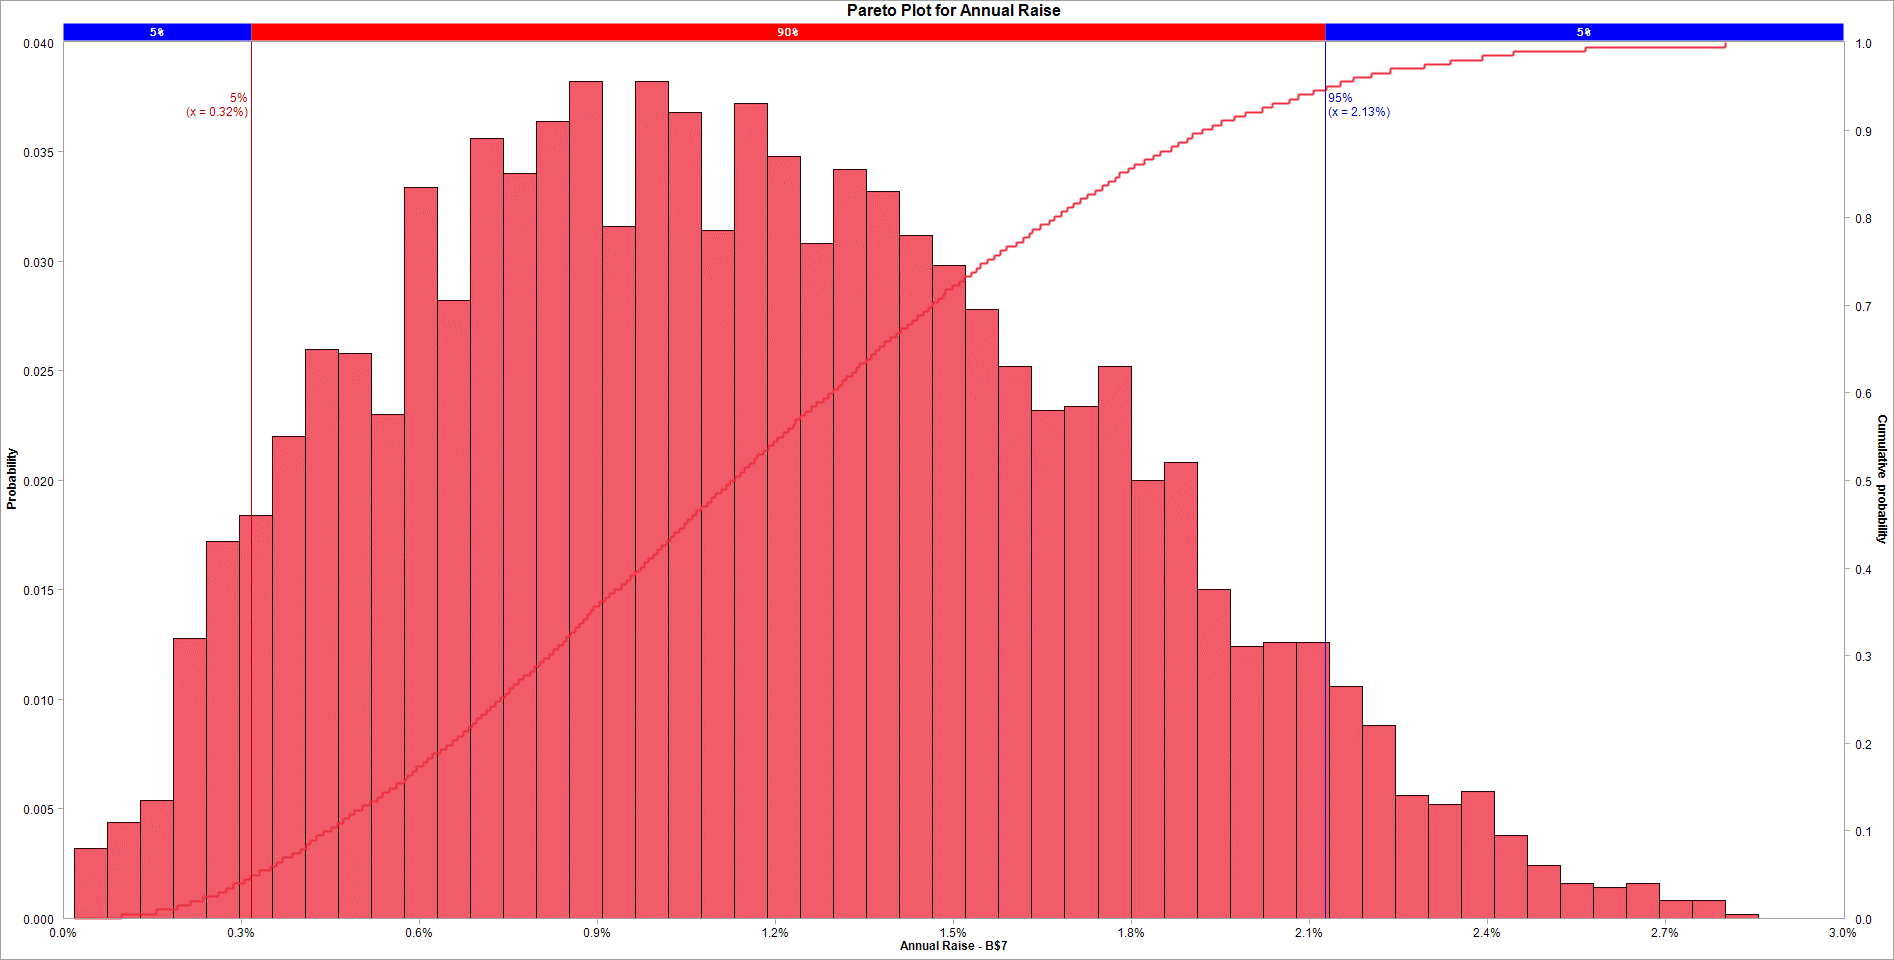 Pareto Plot for Annual Raise
5% 90% 5%
0.040
0.035
0.030
0.025
0.020
0.015
0.010
0.005
0.000
Probability
5%
(x = 0.32%)
95%
(x = 2.13%)
1.0
0.9
0.8
0.7
0.6
0.5
0.4
0.3
0.2
0.1
0.0
Cumulative probability
0.0% 0.3% 0.6% 0.9% 1.2% 1.5% 1.8% 2.1% 2.4% 2.7% 3.0%
Annual Raise - B$7